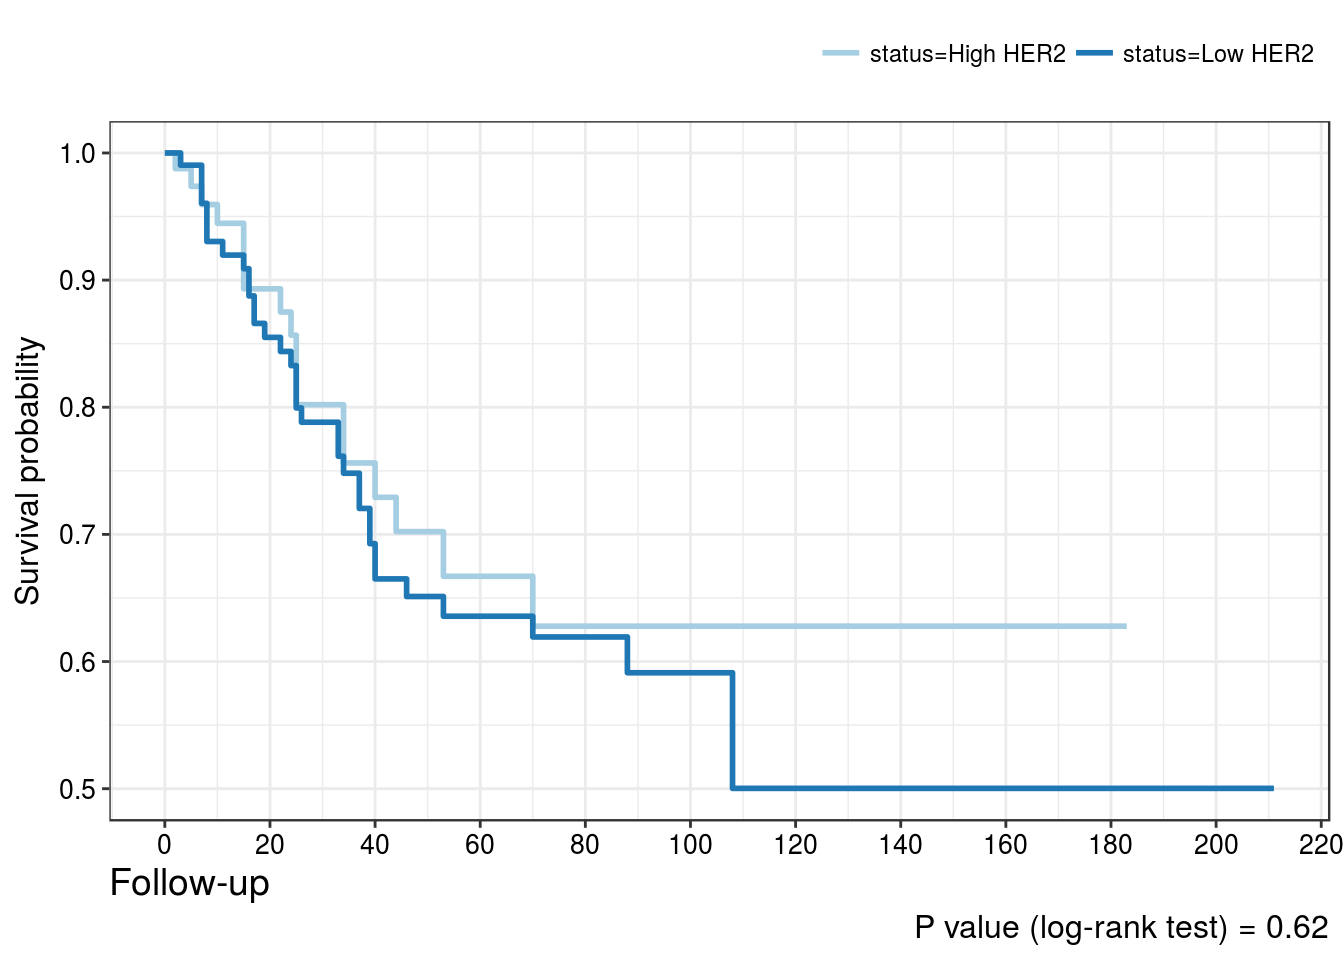 status=High HER2 status=Low HER2
1.0
0.9
0.8
0.7
0.6
0.5
Survival probability
0 20 40 60 80 100 120 140 160 180 200 220
Follow-up
P value (log-rank test) = 0.62